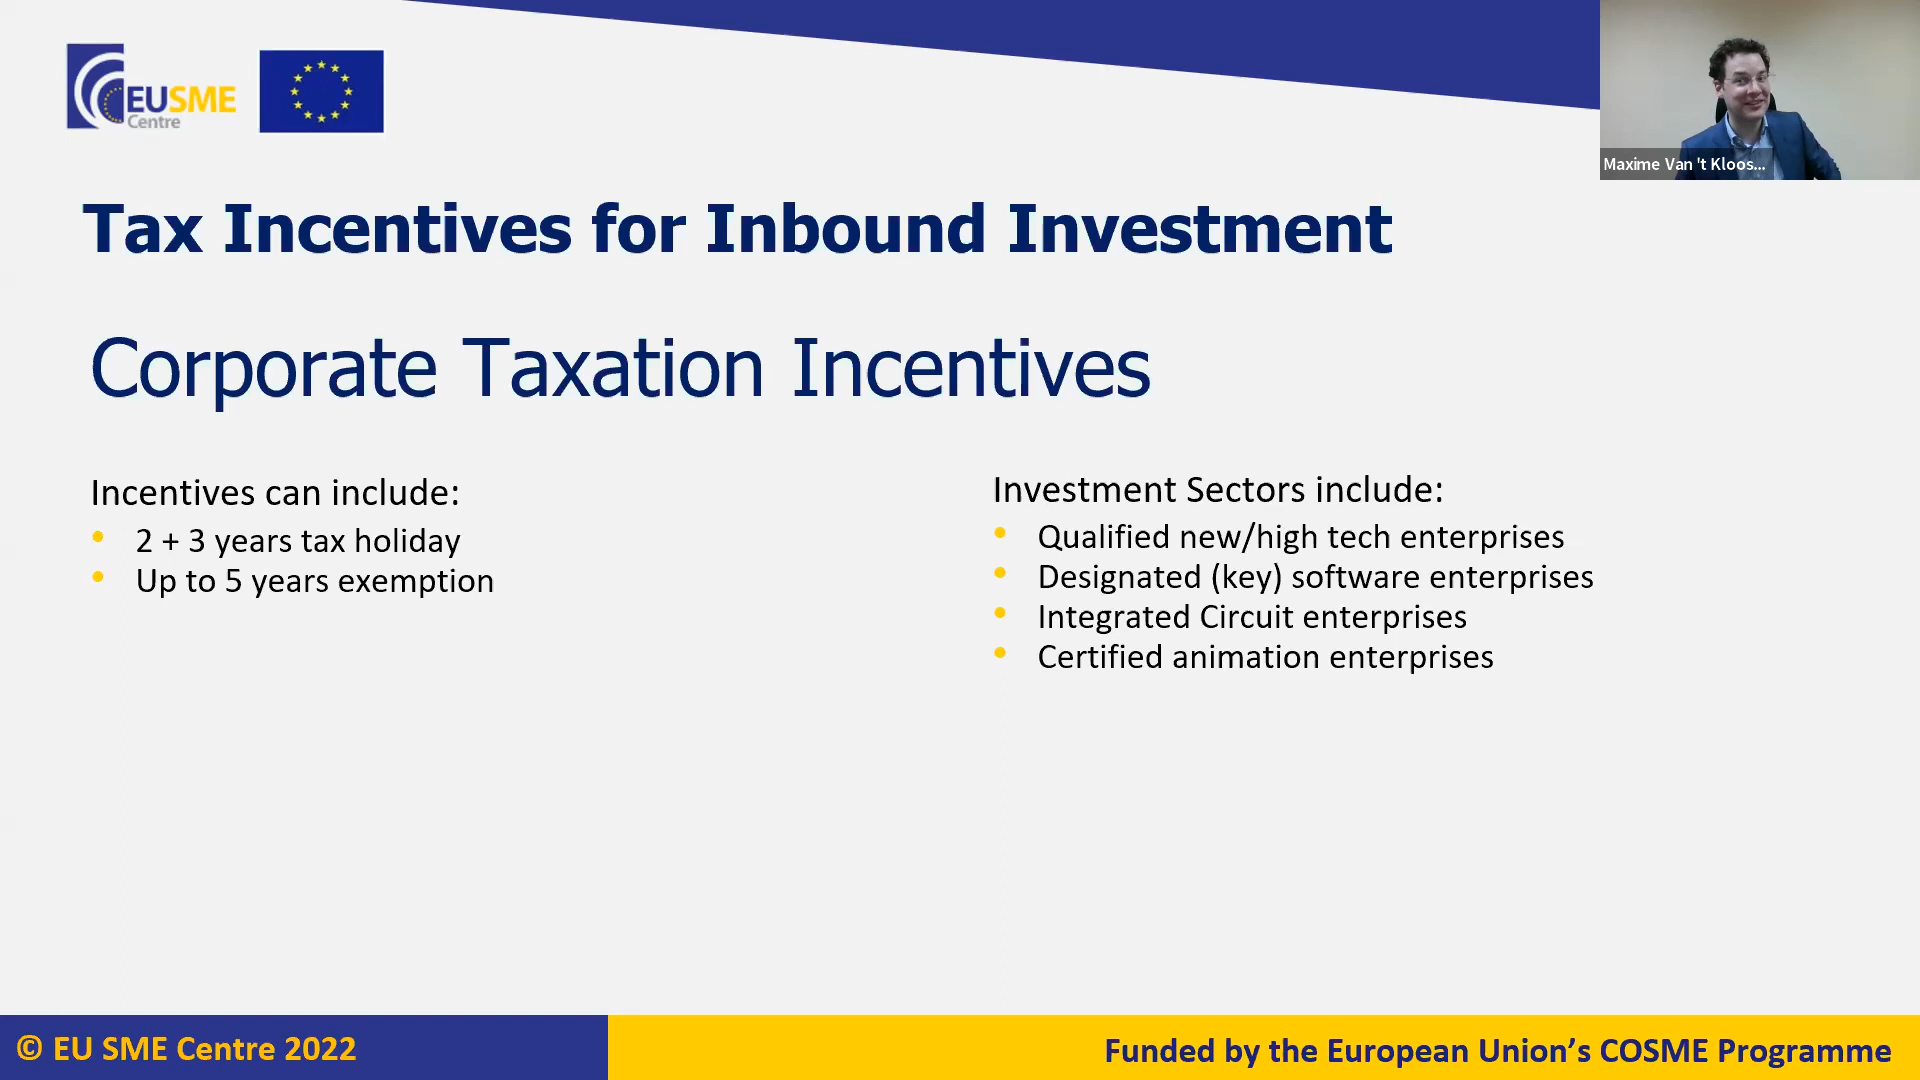 EUSME
Centre
Maxime Van 't Kloos...
Tax Incentives for Inbound Investment
Corporate Taxation Incentives
Incentives can include:
• 2 + 3 years tax holiday
• Up to 5 years exemption
Investment Sectors include:
• Qualified new/high tech enterprises
• Designated (key) software enterprises
• Integrated Circuit enterprises
• Certified animation enterprises
© EU SME Centre 2022
Funded by the European Union’s COSME Programme